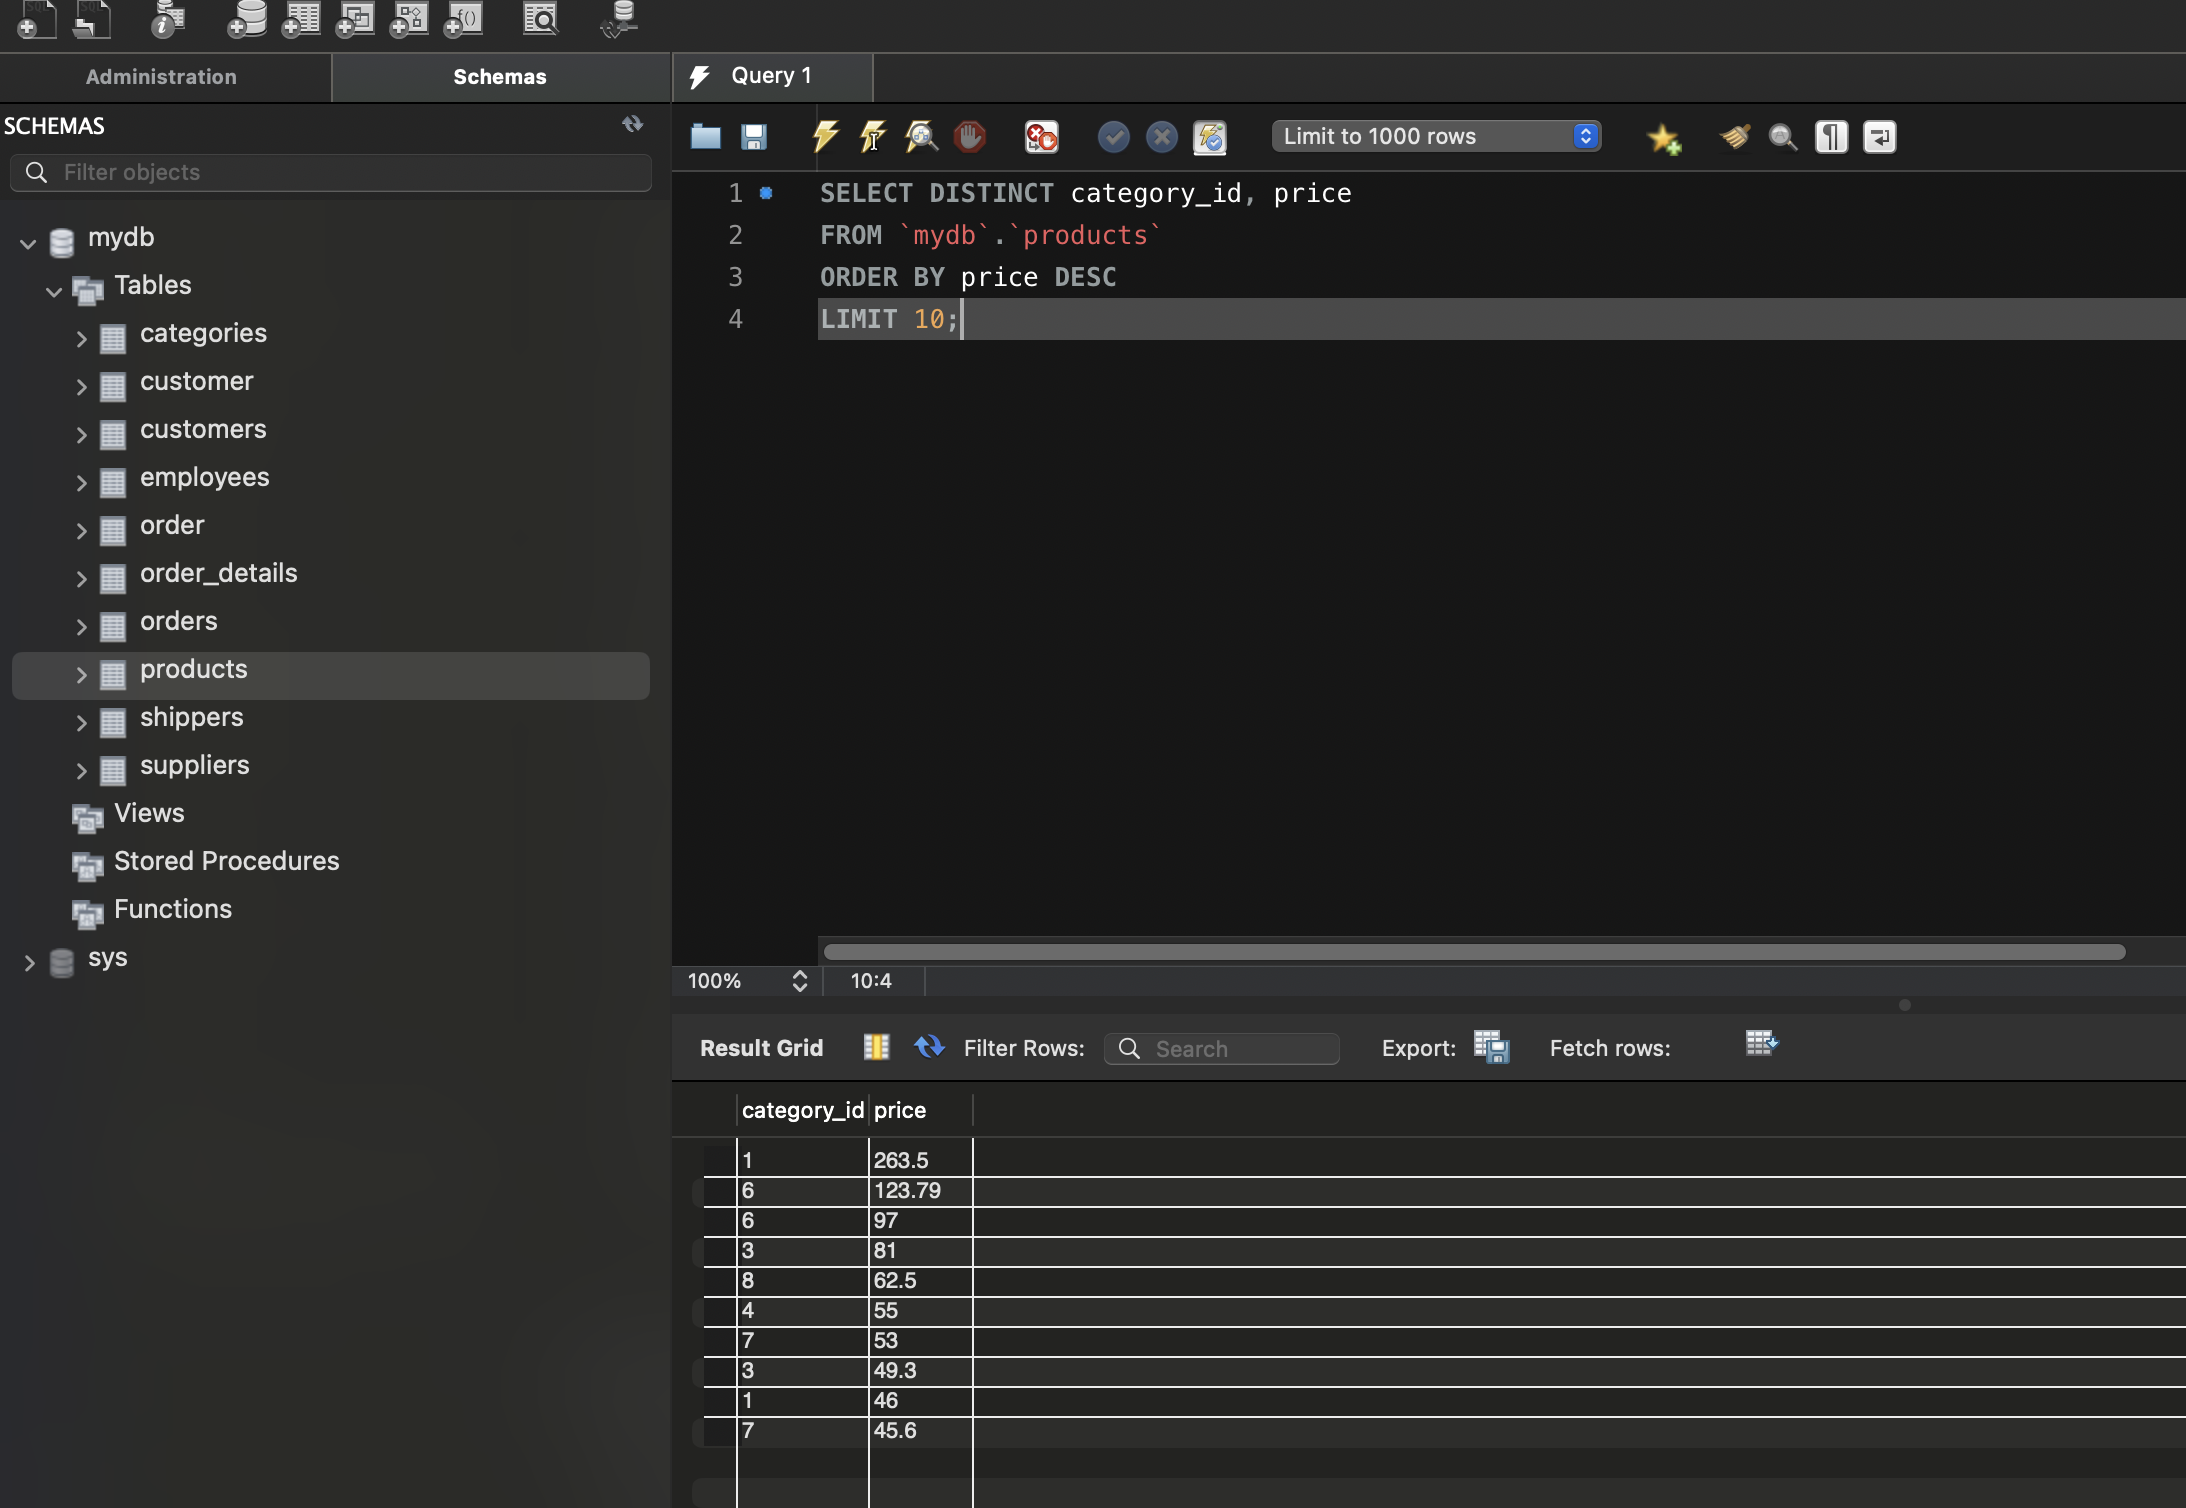 Administration
Schemas
Query 1
SCHEMAS
Filter objects
Limit to 1000 rows
mydb
Tables
categories
customer
customers
employees
order
order_details
orders
products
shippers
suppliers
Views
Stored Procedures
Functions
sys
1 SELECT DISTINCT category_id, price
2 FROM `mydb`.`products`
3 ORDER BY price DESC
4 LIMIT 10;
100% 10:4
Result Grid Filter Rows: Search Export: Fetch rows:
category_id price
1 263.5
6 123.79
6 97
3 81
8 62.5
4 55
7 53
3 49.3
1 46
7 45.6